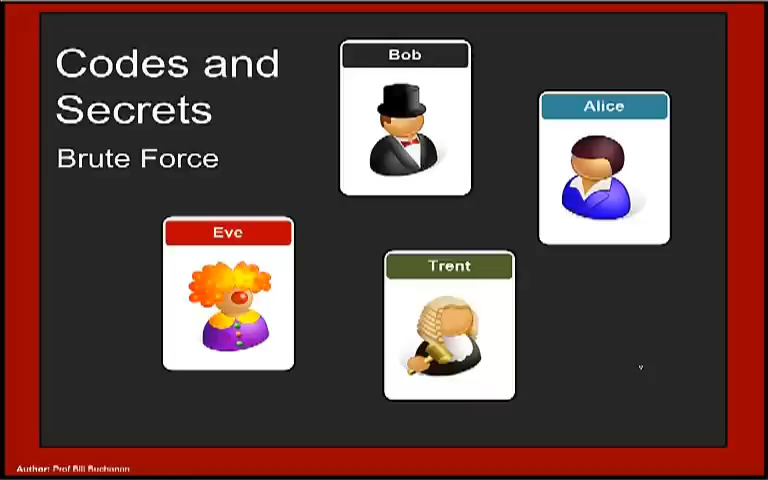 Codes and
Secrets
Brute Force
Bob
Alice
Eve
Trent
Author: Prof Bill Buchanan